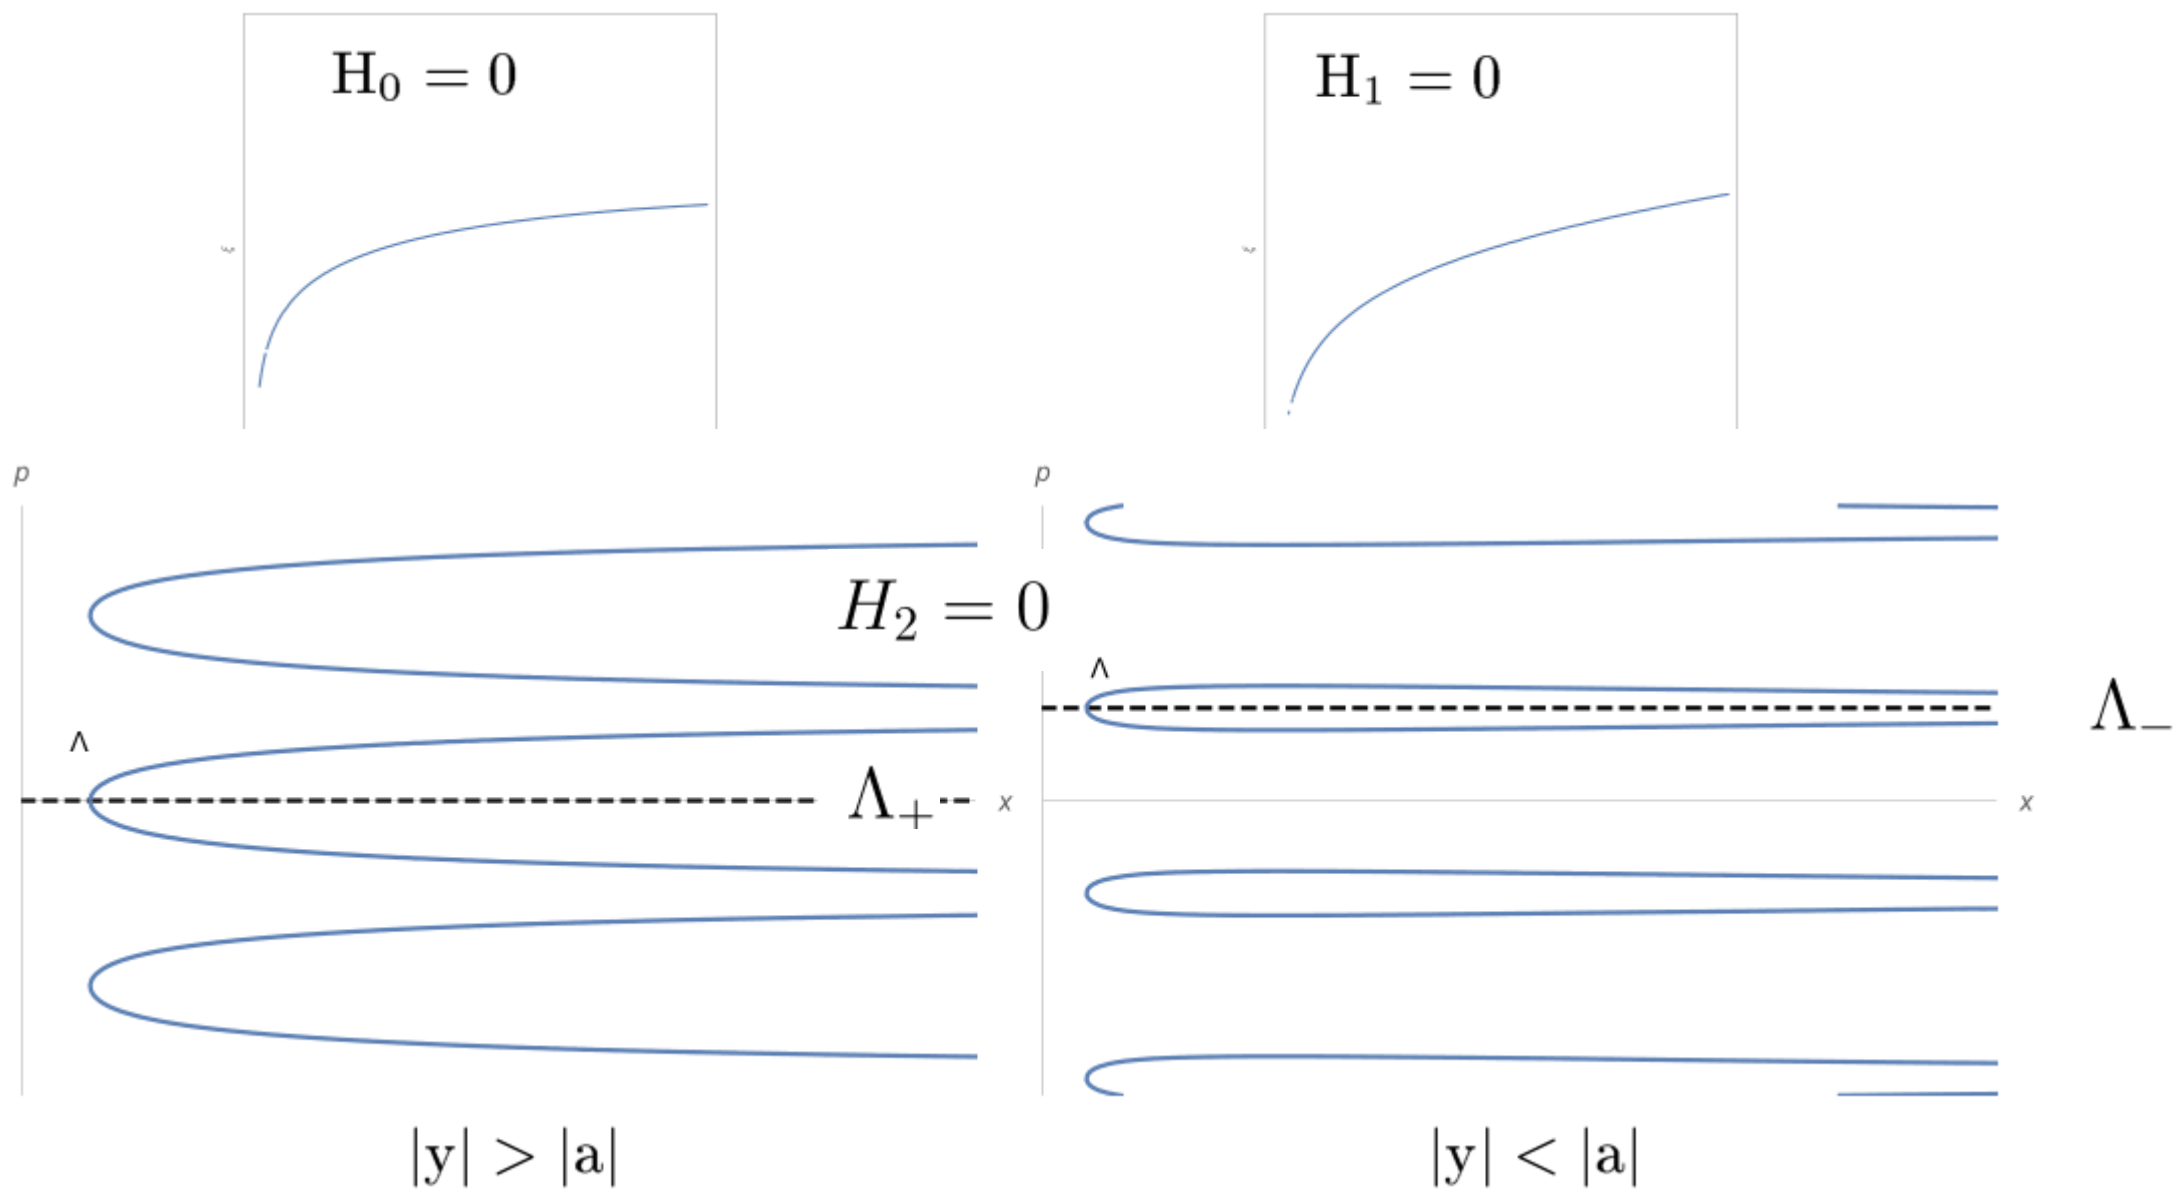 H₀ = 0
H₁ = 0
ξ
ξ
p
p
H₂ = 0
Λ
Λ₋
Λ
Λ₊
x
x
|y| > |a|
|y| < |a|